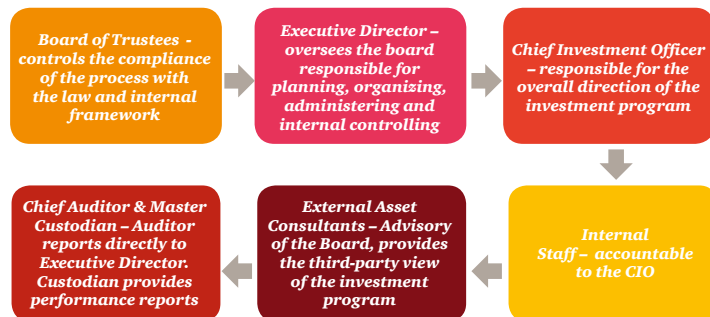 Board of Trustees -
controls the compliance
of the process with
the law and internal
framework
Executive Director –
oversees the board
responsible for
planning, organizing,
administering and
internal controlling
Chief Investment Officer
– responsible for the
overall direction of the
investment program
Internal
Staff – accountable
to the CIO
External Asset
Consultants – Advisory
of the Board, provides
the third-party view
of the investment
program
Chief Auditor & Master
Custodian – Auditor
reports directly to
Executive Director.
Custodian provides
performance reports